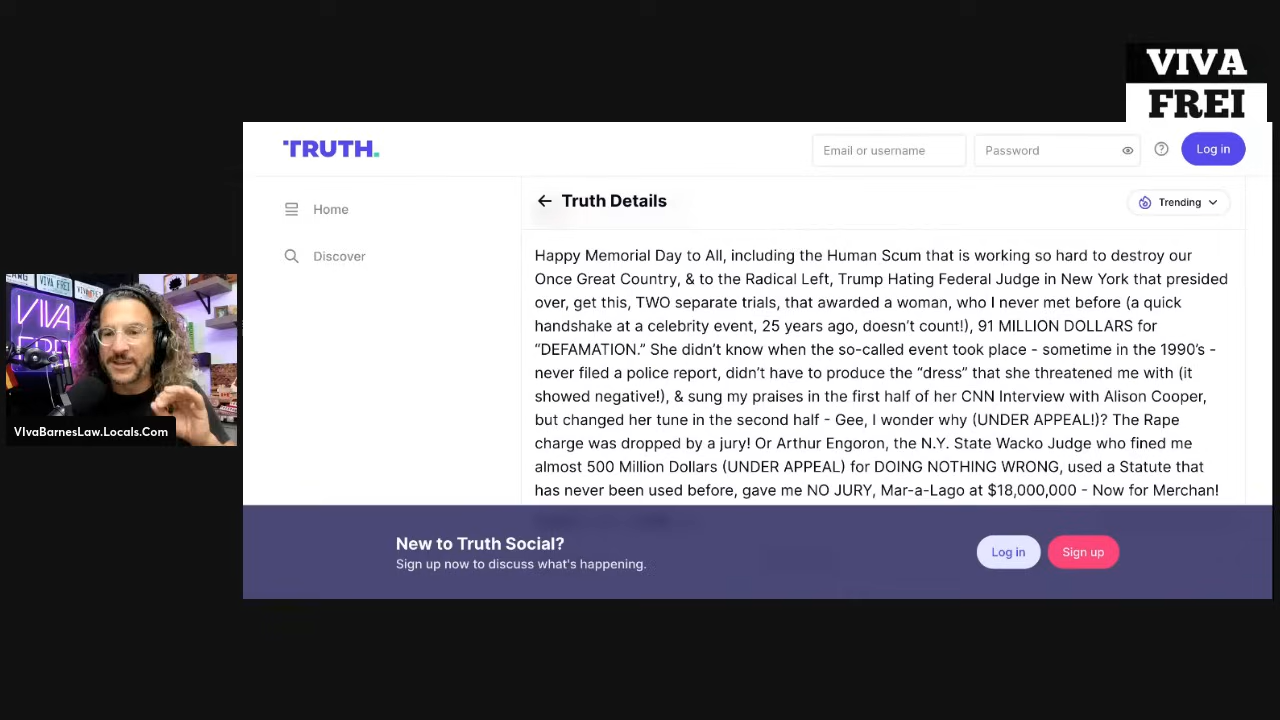 VIVA
FREI
TRUTH.
Email or username
Password
Log in
Home
Discover
Truth Details
Trending
Happy Memorial Day to All, including the Human Scum that is working so hard to destroy our
Once Great Country, & to the Radical Left, Trump Hating Federal Judge in New York that presided
over, get this, TWO separate trials, that awarded a woman, who I never met before (a quick
handshake at a celebrity event, 25 years ago, doesn’t count!), 91 MILLION DOLLARS for
“DEFAMATION.” She didn’t know when the so-called event took place - sometime in the 1990’s -
never filed a police report, didn’t have to produce the “dress” that she threatened me with (it
showed negative!), & sung my praises in the first half of her CNN Interview with Alison Cooper,
but changed her tune in the second half - Gee, I wonder why (UNDER APPEAL!)? The Rape
charge was dropped by a jury! Or Arthur Engoron, the N.Y. State Wacko Judge who fined me
almost 500 Million Dollars (UNDER APPEAL) for DOING NOTHING WRONG, used a Statute that
has never been used before, gave me NO JURY, Mar-a-Lago at $18,000,000 - Now for Merchan!
New to Truth Social?
Sign up now to discuss what's happening.
Log in
Sign up
VIVA FREI
VIVA
FREI
VIvaBarnesLaw.Locals.Com